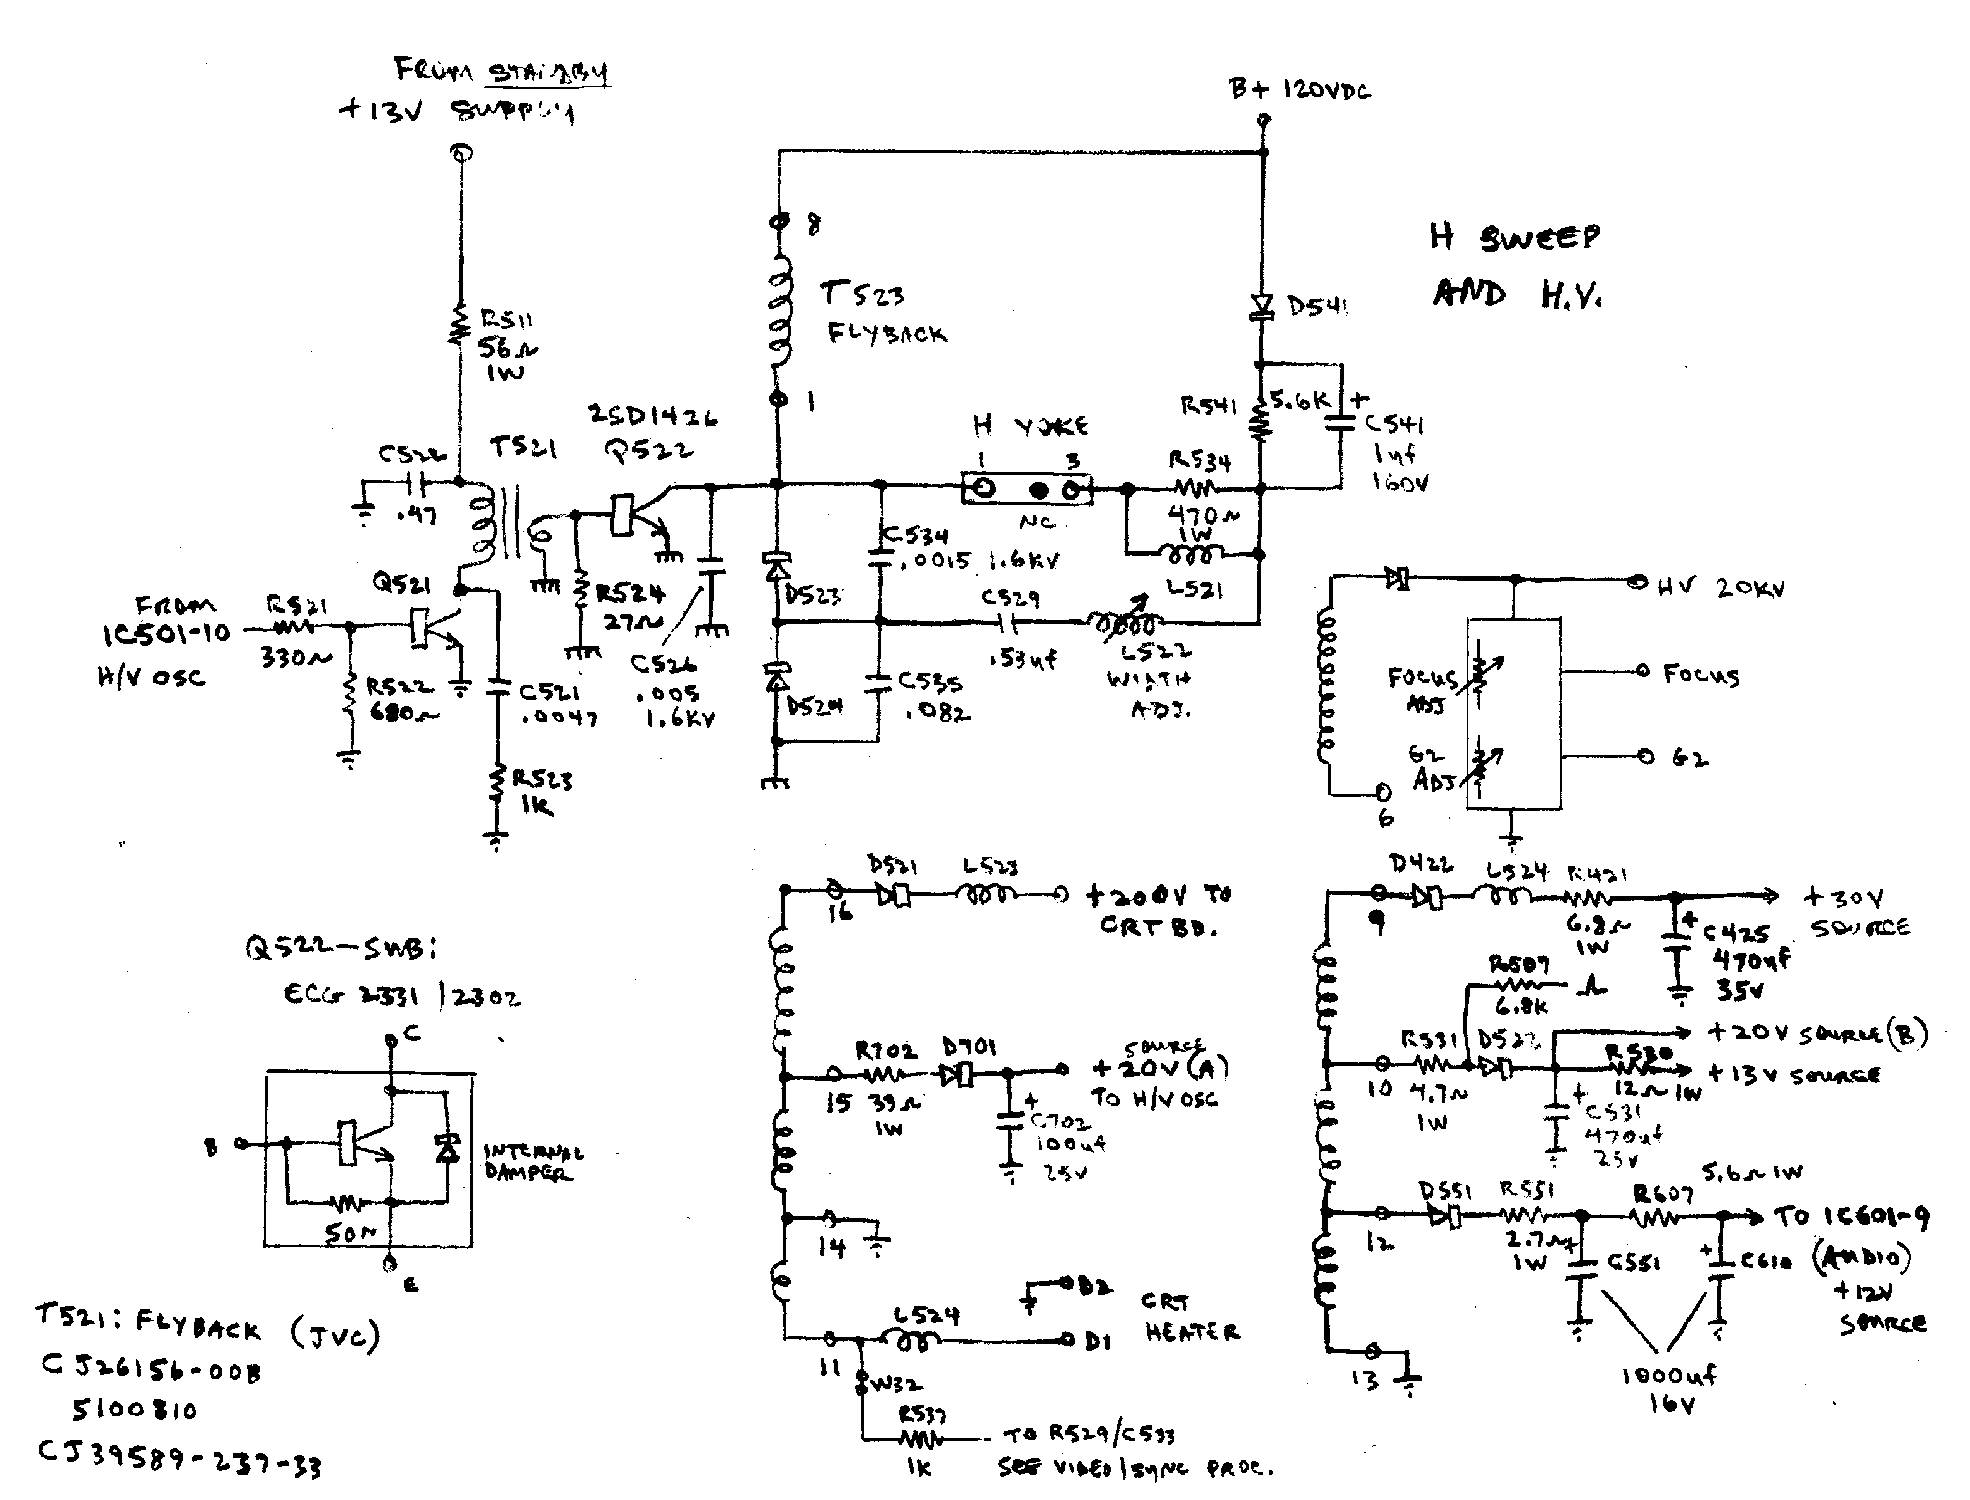 FROM STANDBY
+13V SUPPLY
B+ 120VDC
8
T523
FLYBACK
H SWEEP
AND H.V.
D541
R511
56Ω
1W
1
2SD1426
Q522
T521
C522
.47
H YOKE
1 3
NC
R534
470Ω
1W
L521
R541 5.6K
+
C541
1uf
160V
Q521
FROM
IC501-10
H/V OSC
R521
330Ω
R522
680Ω
C521
.0047
R523
1K
R524
27Ω
C526
.005
1.6KV
D523
D524
C534
.0015 1.6KV
C529
.53uf
L522
WIDTH
ADJ.
C535
.082
HV 20KV
FOCUS
ADJ
FOCUS
G2
ADJ
G2
6
Q522-SUB:
ECG 2331/2302
C
B
INTERNAL
DAMPER
50Ω
E
T521: FLYBACK (JVC)
CJ26156-00B
5100810
CJ39589-237-33
D521 L523
16
+200V TO
CRT BD.
R702 D701
15
39Ω
1W
SOURCE
+20V(A)
TO H/V OSC
+
C702
100uf
25V
14
D2
CRT
HEATER
L524
D1
11
W32
R537
1K
TO R529/C533
SEE VIDEO/SYNC PROC.
D422 L524 R421
9
6.8Ω
1W
+30V
SOURCE
+
C425
470uf
35V
R507
6.8K
+20V SOURCE(B)
R531 D522
10
4.7Ω
1W
R530
12Ω 1W
+13V SOURCE
+
C531
470uf
25V
D551 R551
12
2.7Ω
1W
R607
5.6Ω 1W
TO IC601-9
(AUDIO)
+12V
SOURCE
+
C551
+
C610
1000uf
16V
13